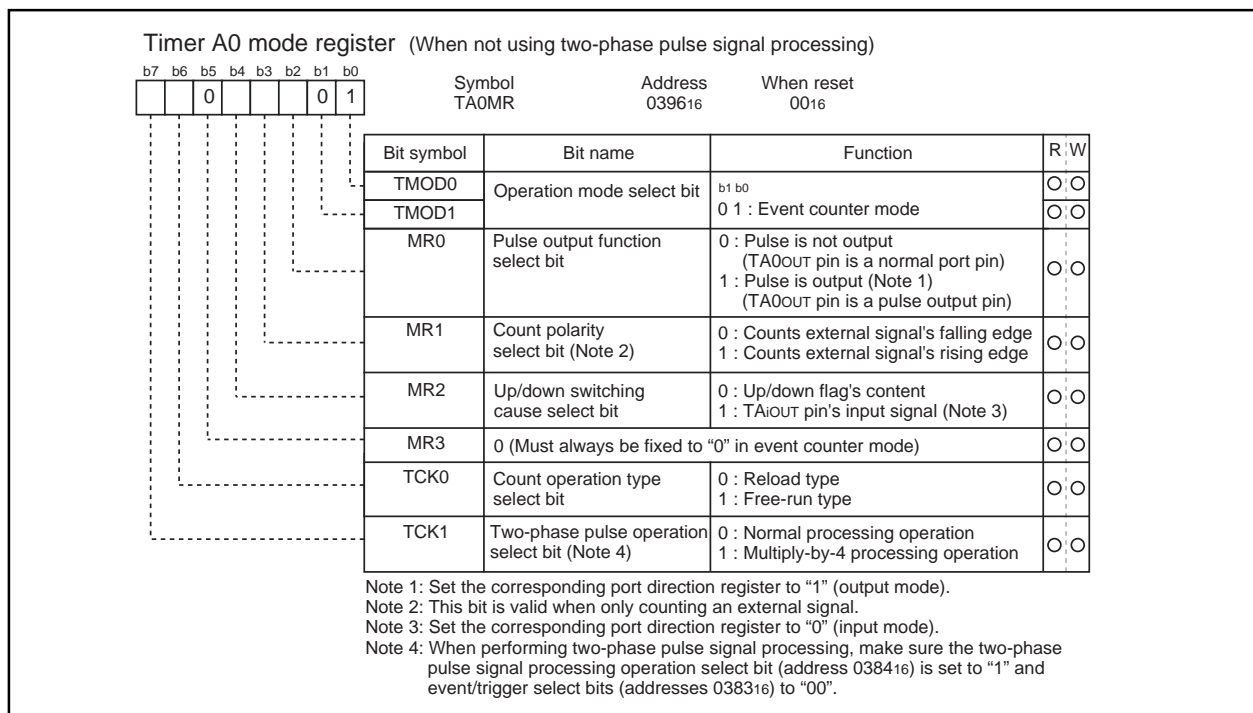 Timer A0 mode register (When not using two-phase pulse signal processing)
b7 b6 b5 b4 b3 b2 b1 b0
0 0 1
Symbol Address When reset
TA0MR 039616 0016
Bit symbol Bit name Function R W
TMOD0 Operation mode select bit b1 b0
TMOD1 0 1 : Event counter mode
MR0 Pulse output function 0 : Pulse is not output
select bit (TA0OUT pin is a normal port pin)
1 : Pulse is output (Note 1)
(TA0OUT pin is a pulse output pin)
MR1 Count polarity 0 : Counts external signal's falling edge
select bit (Note 2) 1 : Counts external signal's rising edge
MR2 Up/down switching 0 : Up/down flag's content
cause select bit 1 : TAiOUT pin's input signal (Note 3)
MR3 0 (Must always be fixed to “0” in event counter mode)
TCK0 Count operation type 0 : Reload type
select bit 1 : Free-run type
TCK1 Two-phase pulse operation 0 : Normal processing operation
select bit (Note 4) 1 : Multiply-by-4 processing operation
Note 1: Set the corresponding port direction register to “1” (output mode).
Note 2: This bit is valid when only counting an external signal.
Note 3: Set the corresponding port direction register to “0” (input mode).
Note 4: When performing two-phase pulse signal processing, make sure the two-phase
pulse signal processing operation select bit (address 038416) is set to “1” and
event/trigger select bits (addresses 038316) to “00”.